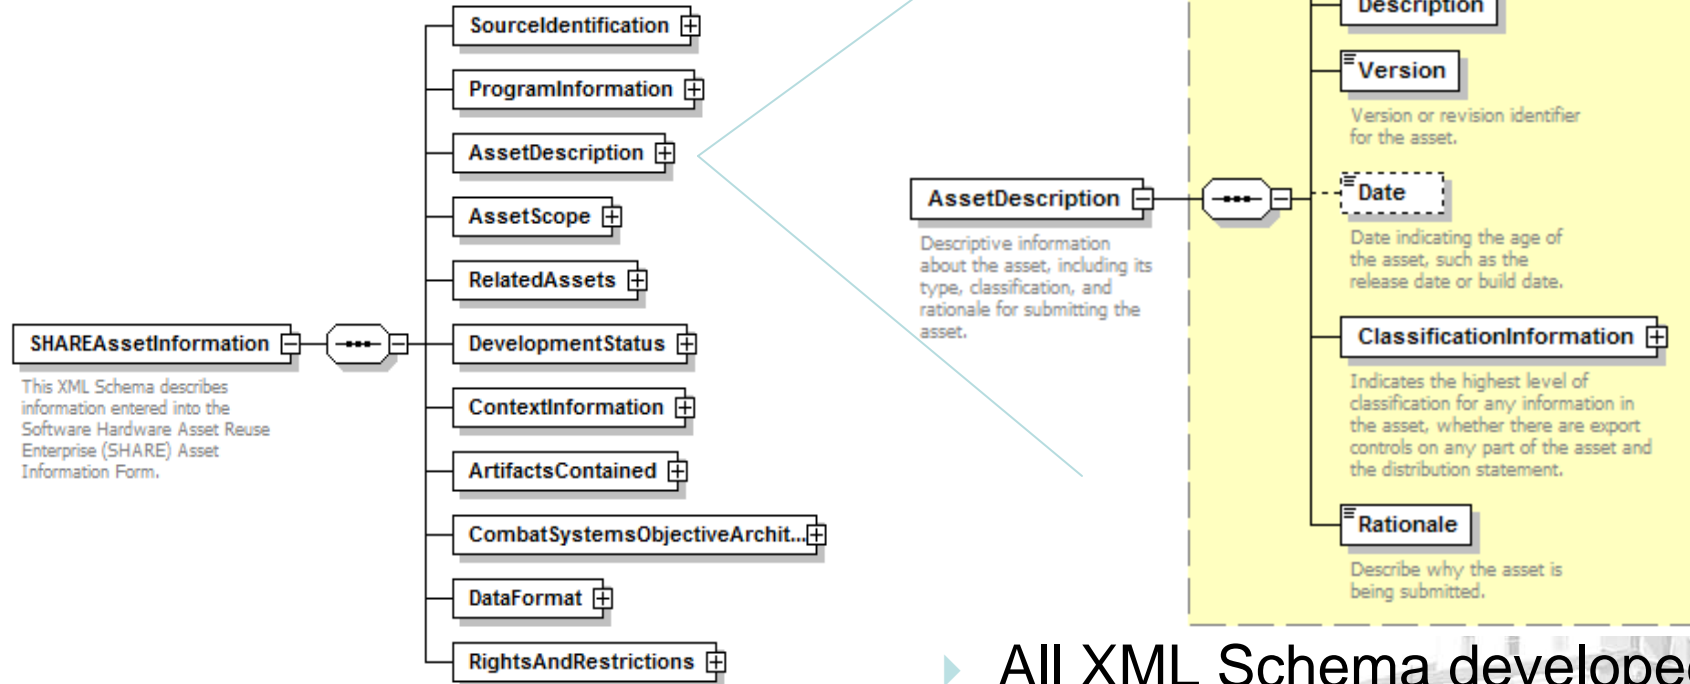 SourceIdentification
ProgramInformation
AssetDescription
AssetScope
RelatedAssets
SHAREAssetInformation
This XML Schema describes
information entered into the
Software Hardware Asset Reuse
Enterprise (SHARE) Asset
Information Form.
DevelopmentStatus
ContextInformation
ArtifactsContained
CombatSystemsObjectiveArchit...
DataFormat
RightsAndRestrictions
AssetDescription
Descriptive information
about the asset, including its
type, classification, and
rationale for submitting the
asset.
Description
Version
Version or revision identifier
for the asset.
Date
Date indicating the age of
the asset, such as the
release date or build date.
ClassificationInformation
Indicates the highest level of
classification for any information in
the asset, whether there are export
controls on any part of the asset and
the distribution statement.
Rationale
Describe why the asset is
being submitted.
All XML Schema developed